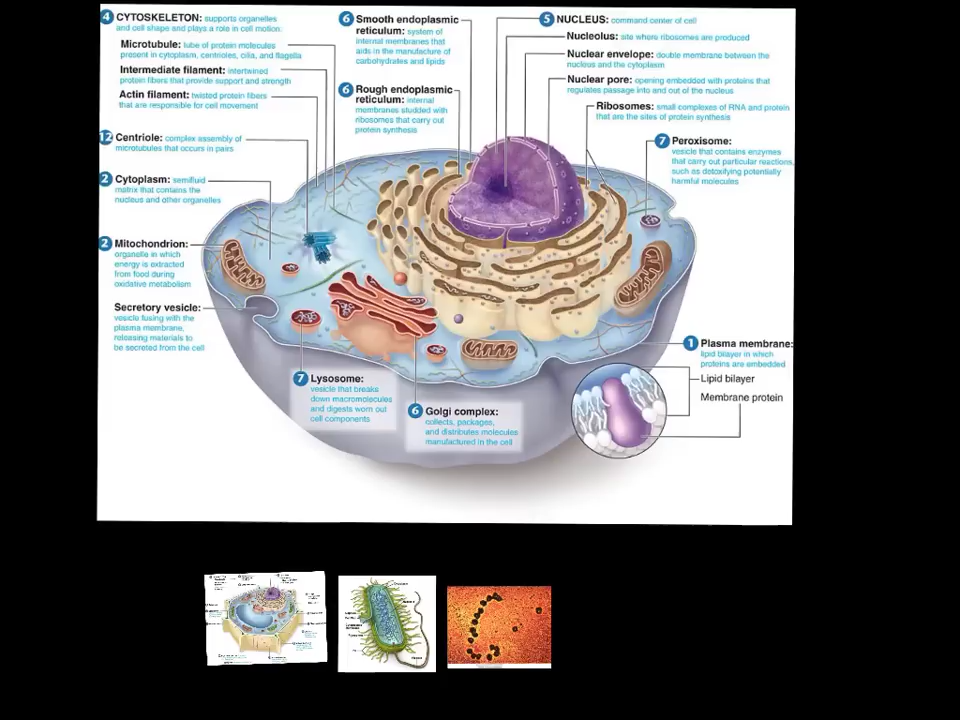 4 CYTOSKELETON: supports organelles
and cell shape and plays a role in cell motion:
Microtubule: tube of protein molecules
present in cytoplasm, centrioles, cilia, and flagella
Intermediate filament: intertwined
protein fibers that provide support and strength
Actin filament: twisted protein fibers
that are responsible for cell movement
12 Centriole: complex assembly of
microtubules that occurs in pairs
2 Cytoplasm: semifluid
matrix that contains the
nucleus and other organelles
2 Mitochondrion:
organelle in which
energy is extracted
from food during
oxidative metabolism
Secretory vesicle:
vesicle fusing with the
plasma membrane,
releasing materials to
be secreted from the cell
6 Smooth endoplasmic
reticulum: system of
internal membranes that
aids in the manufacture of
carbohydrates and lipids
6 Rough endoplasmic
reticulum: internal
membranes studded with
ribosomes that carry out
protein synthesis
5 NUCLEUS: command center of cell
Nucleolus: site where ribosomes are produced
Nuclear envelope: double membrane between the
nucleus and the cytoplasm
Nuclear pore: opening embedded with proteins that
regulates passage into and out of the nucleus
Ribosomes: small complexes of RNA and protein
that are the sites of protein synthesis
7 Peroxisome:
vesicle that contains enzymes
that carry out particular reactions,
such as detoxifying potentially
harmful molecules
1 Plasma membrane:
lipid bilayer in which
proteins are embedded
Lipid bilayer
Membrane protein
7 Lysosome:
vesicle that breaks
down macromolecules
and digests worn out
cell components
6 Golgi complex:
collects, packages,
and distributes molecules
manufactured in the cell